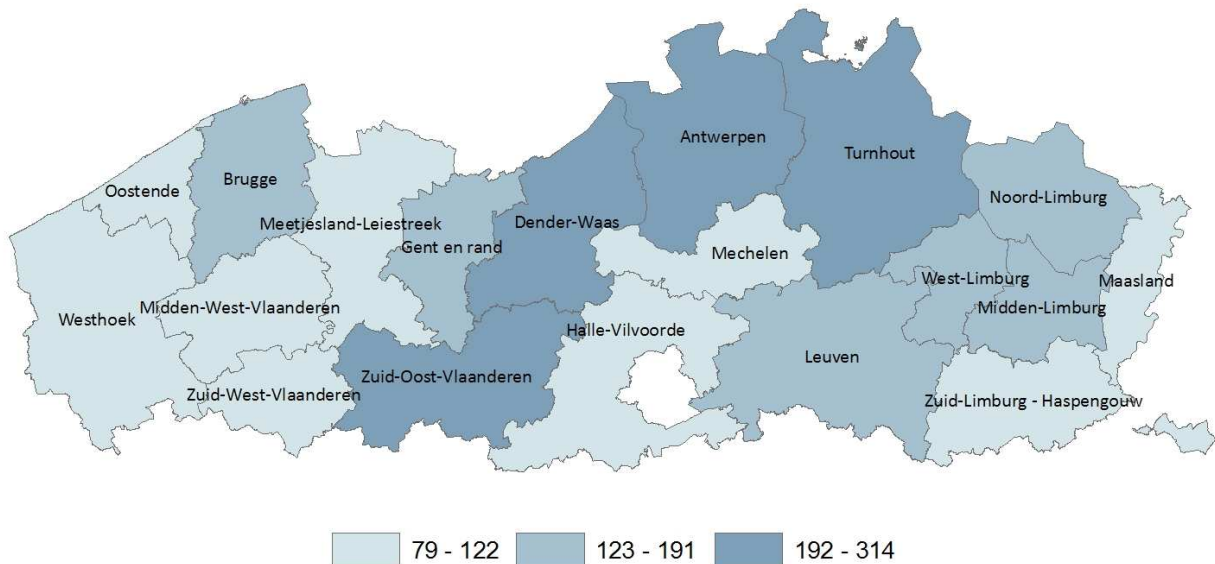 Antwerpen
Turnhout
Oostende
Brugge
Noord-Limburg
Meetjesland-Leiestreek
Dender-Waas
Gent en rand
Mechelen
West-Limburg
Maasland
Midden-West-Vlaanderen
Midden-Limburg
Westhoek
Halle-Vilvoorde
Leuven
Zuid-Oost-Vlaanderen
Zuid-West-Vlaanderen
Zuid-Limburg - Haspengouw
79 - 122
123 - 191
192 - 314